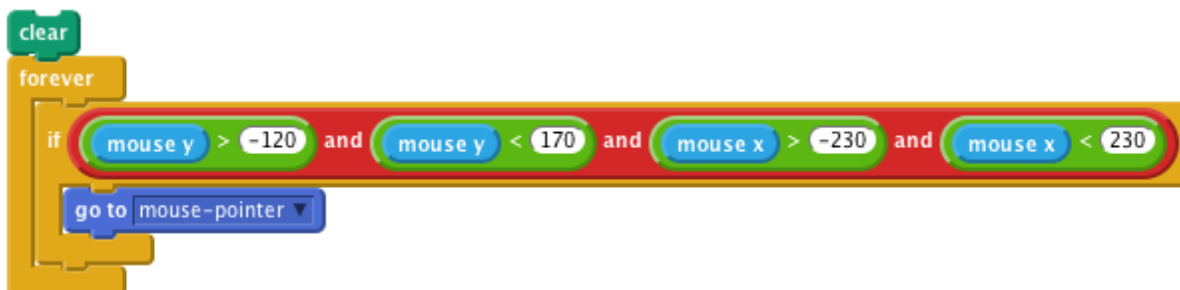 clear
forever
if mouse y > -120 and mouse y < 170 and mouse x > -230 and mouse x < 230
go to mouse-pointer